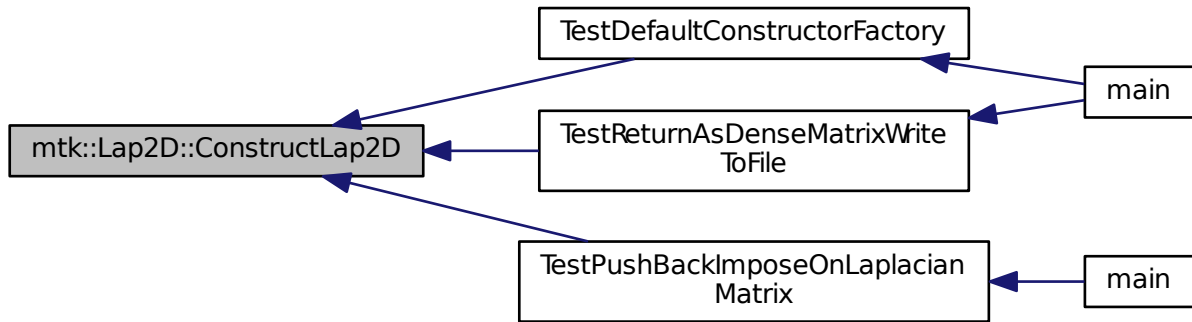 TestDefaultConstructorFactory
main
mtk::Lap2D::ConstructLap2D
TestReturnAsDenseMatrixWrite
ToFile
TestPushBackImposeOnLaplacian
Matrix
main